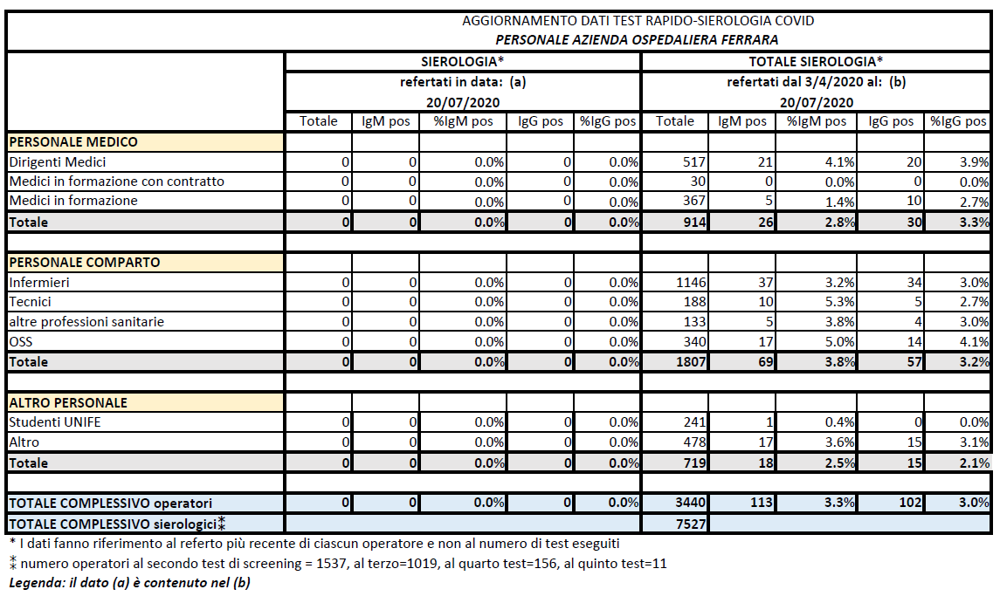 AGGIORNAMENTO DATI TEST RAPIDO-SIEROLOGIA COVID
PERSONALE AZIENDA OSPEDALIERA FERRARA
SIEROLOGIA* TOTALE SIEROLOGIA*
refertati in data: (a) refertati dal 3/4/2020 al: (b)
20/07/2020 20/07/2020
Totale IgM pos %IgM pos IgG pos %IgG pos Totale IgM pos %IgM pos IgG pos %IgG pos
PERSONALE MEDICO
Dirigenti Medici 0 0 0.0% 0 0.0% 517 21 4.1% 20 3.9%
Medici in formazione con contratto 0 0 0.0% 0 0.0% 30 0 0.0% 0 0.0%
Medici in formazione 0 0 0.0% 0 0.0% 367 5 1.4% 10 2.7%
Totale 0 0 0.0% 0 0.0% 914 26 2.8% 30 3.3%
PERSONALE COMPARTO
Infermieri 0 0 0.0% 0 0.0% 1146 37 3.2% 34 3.0%
Tecnici 0 0 0.0% 0 0.0% 188 10 5.3% 5 2.7%
altre professioni sanitarie 0 0 0.0% 0 0.0% 133 5 3.8% 4 3.0%
OSS 0 0 0.0% 0 0.0% 340 17 5.0% 14 4.1%
Totale 0 0 0.0% 0 0.0% 1807 69 3.8% 57 3.2%
ALTRO PERSONALE
Studenti UNIFE 0 0 0.0% 0 0.0% 241 1 0.4% 0 0.0%
Altro 0 0 0.0% 0 0.0% 478 17 3.6% 15 3.1%
Totale 0 0 0.0% 0 0.0% 719 18 2.5% 15 2.1%
TOTALE COMPLESSIVO operatori 0 0 0.0% 0 0.0% 3440 113 3.3% 102 3.0%
TOTALE COMPLESSIVO sierologici⁑ 7527
* I dati fanno riferimento al referto più recente di ciascun operatore e non al numero di test eseguiti
⁑ numero operatori al secondo test di screening = 1537, al terzo=1019, al quarto test=156, al quinto test=11
Legenda: il dato (a) è contenuto nel (b)